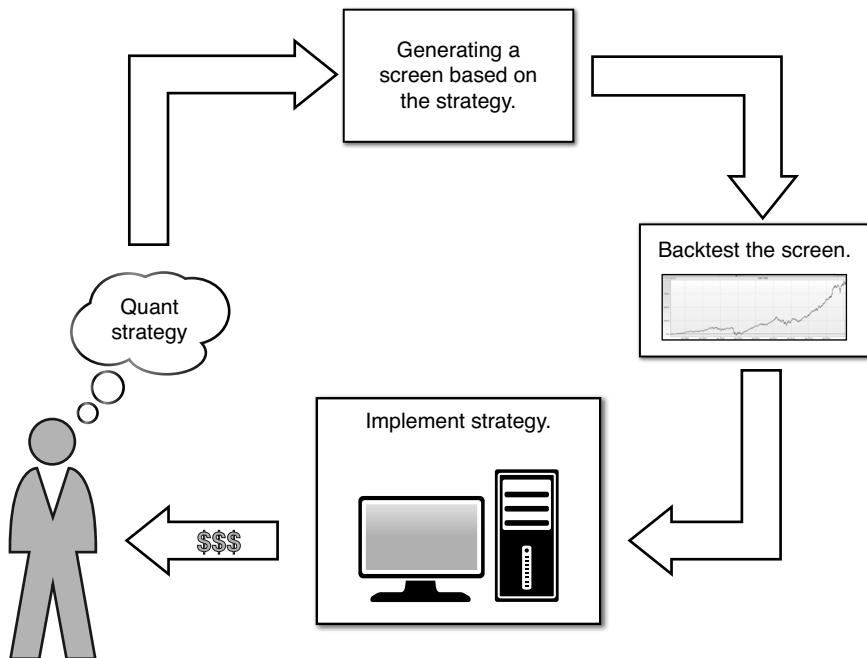 Generating a
screen based on
the strategy.
Backtest the screen.
Quant
strategy
Implement strategy.
$$$